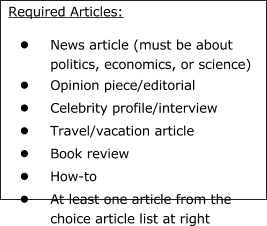 Required Articles:
● News article (must be about
politics, economics, or science)
● Opinion piece/editorial
● Celebrity profile/interview
● Travel/vacation article
● Book review
● How-to
● At least one article from the
choice article list at right